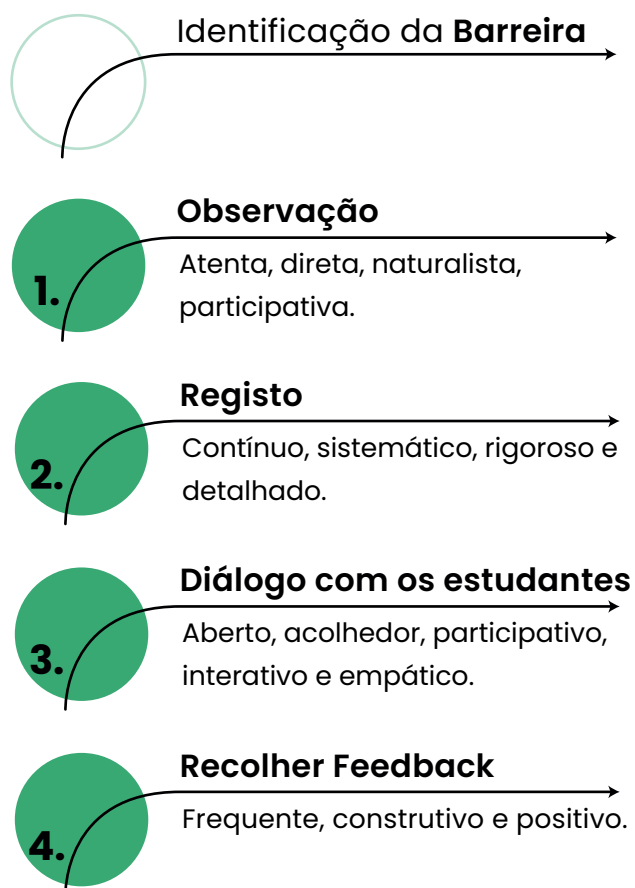 Identificação da Barreira
Observação
Atenta, direta, naturalista,
participativa.
1.
Registo
Contínuo, sistemático, rigoroso e
detalhado.
2.
Diálogo com os estudantes
Aberto, acolhedor, participativo,
interativo e empático.
3.
Recolher Feedback
Frequente, construtivo e positivo.
4.